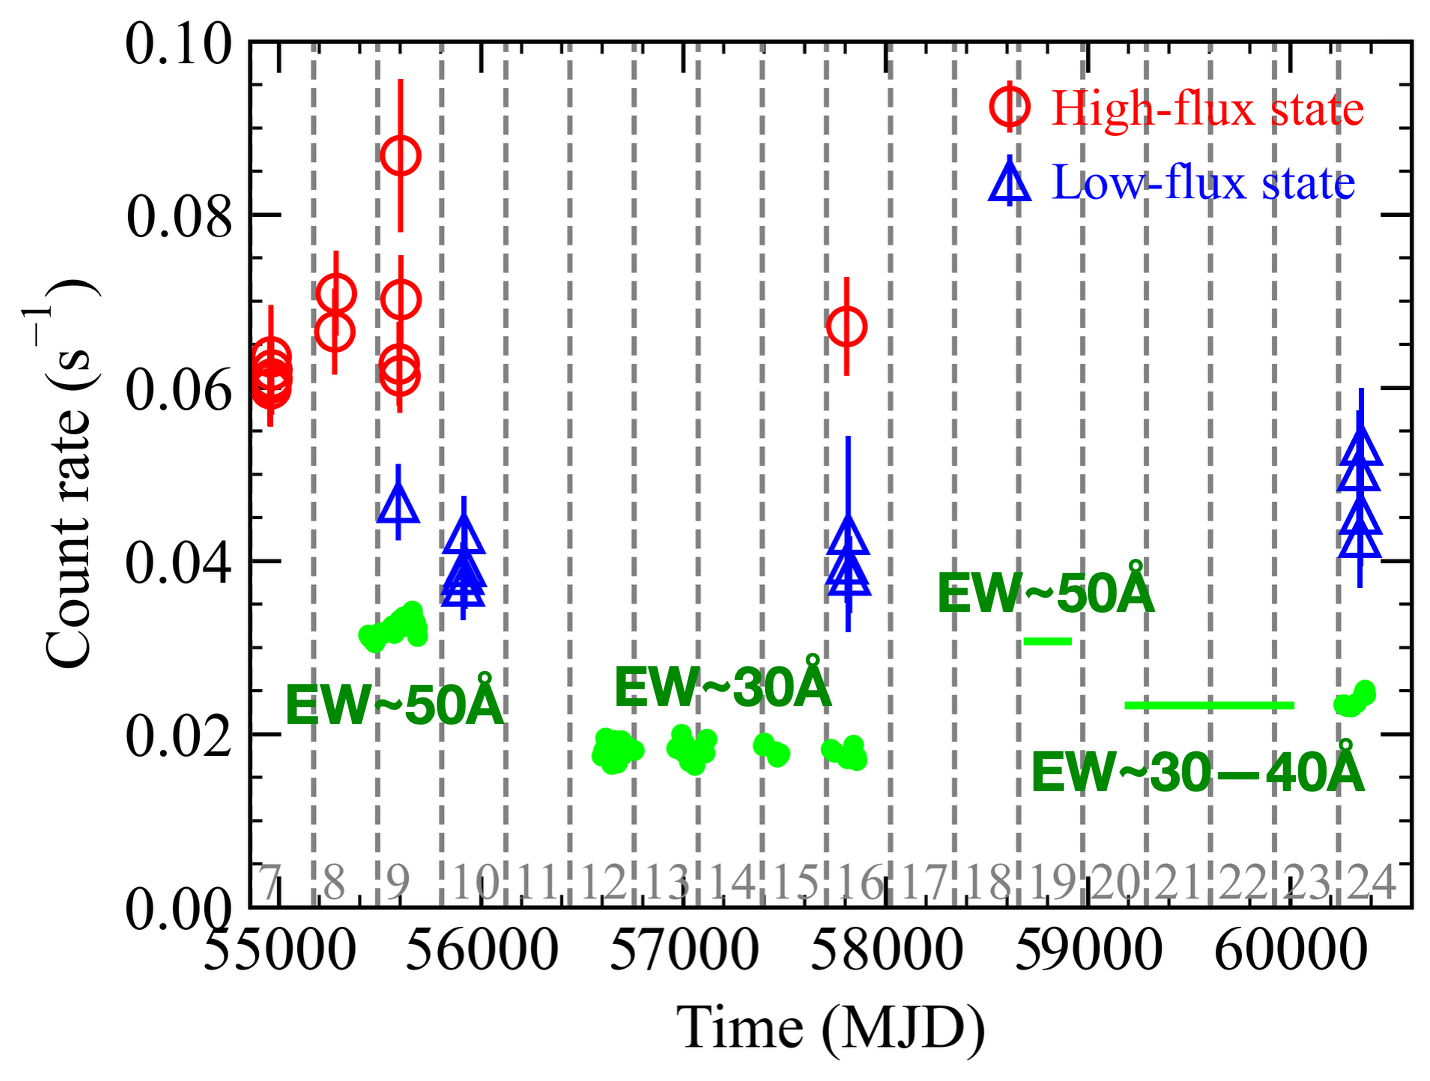 0.10
0.08
0.06
0.04
0.02
0.00
Count rate (s⁻¹)
High-flux state
Low-flux state
EW~50Å
EW~30Å
EW~50Å
EW~30—40Å
7 8 9 10 11 12 13 14 15 16 17 18 19 20 21 22 23 24
55000 56000 57000 58000 59000 60000
Time (MJD)